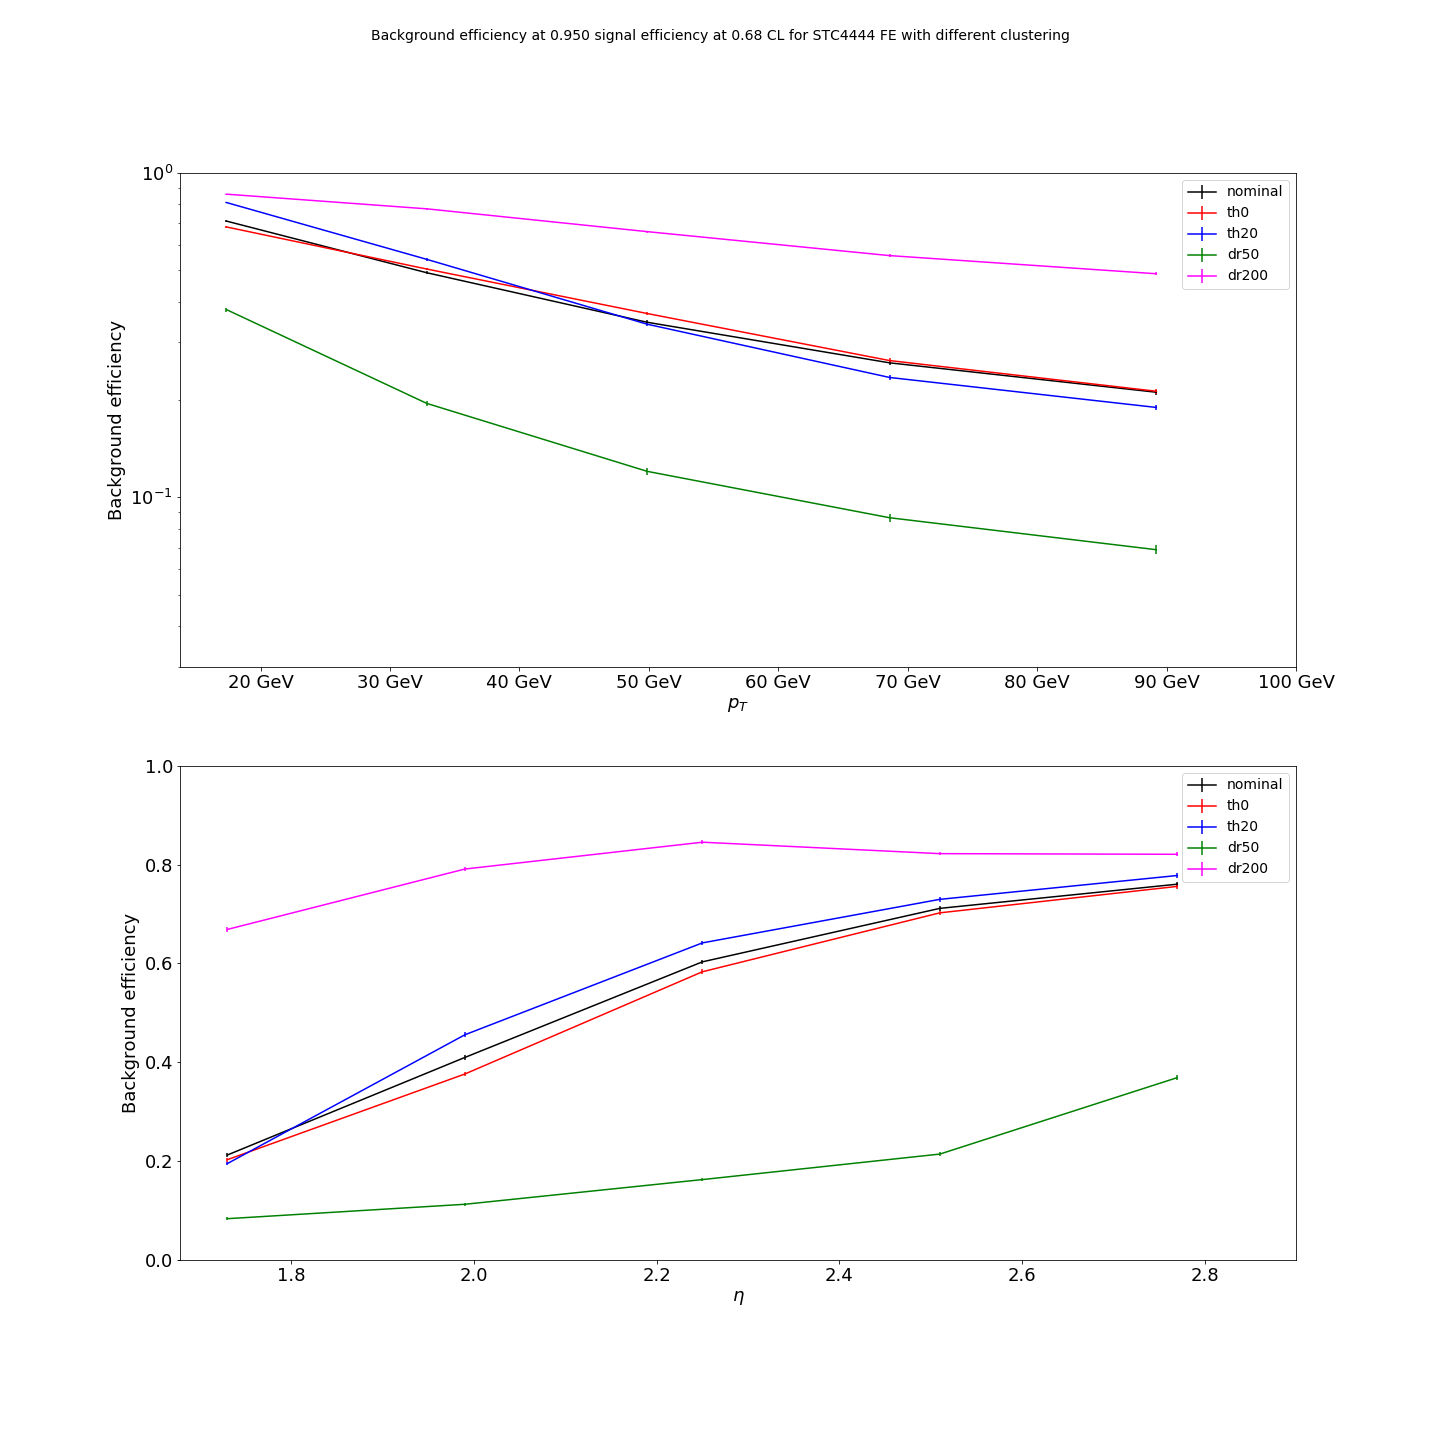 Background efficiency at 0.950 signal efficiency at 0.68 CL for STC4444 FE with different clustering
10⁰
10⁻¹
Background efficiency
nominal
th0
th20
dr50
dr200
20 GeV 30 GeV 40 GeV 50 GeV 60 GeV 70 GeV 80 GeV 90 GeV 100 GeV
p_T
1.0
0.8
0.6
0.4
0.2
0.0
Background efficiency
nominal
th0
th20
dr50
dr200
1.8 2.0 2.2 2.4 2.6 2.8
η